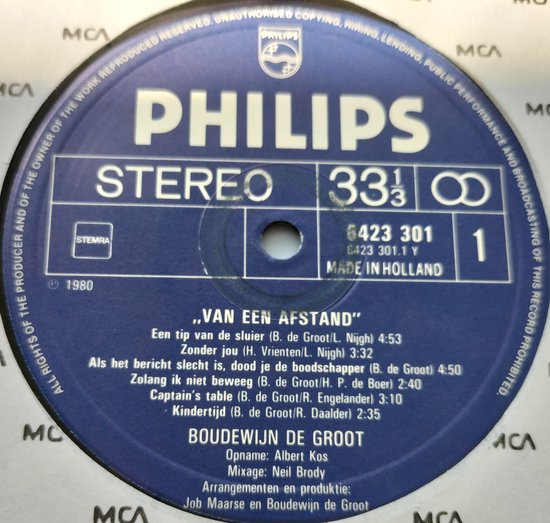 ALL RIGHTS OF THE PRODUCER AND OF THE OWNER OF THE WORK REPRODUCED RESERVED. UNAUTHORISED COPYING, HIRING, LENDING, PUBLIC PERFORMANCE AND BROADCASTING OF THIS RECORD PROHIBITED.
PHILIPS
PHILIPS
STEREO
33 1/3
STEMRA
6423 301
6423 301.1 Y
MADE IN HOLLAND
1
℗ 1980
„VAN EEN AFSTAND"
Een tip van de sluier (B. de Groot/L. Nijgh) 4:53
Zonder jou (H. Vrienten/L. Nijgh) 3:32
Als het bericht slecht is, dood je de boodschapper (B. de Groot) 4:50
Zolang ik niet beweeg (B. de Groot/H. P. de Boer) 2:40
Captain's table (B. de Groot/R. Engelander) 3:10
Kindertijd (B. de Groot/R. Daalder) 2:35
BOUDEWIJN DE GROOT
Opname: Albert Kos
Mixage: Neil Brody
Arrangementen en produktie:
Job Maarse en Boudewijn de Groot
MCA
MCA
MCA
MCA
MCA
MCA
MCA